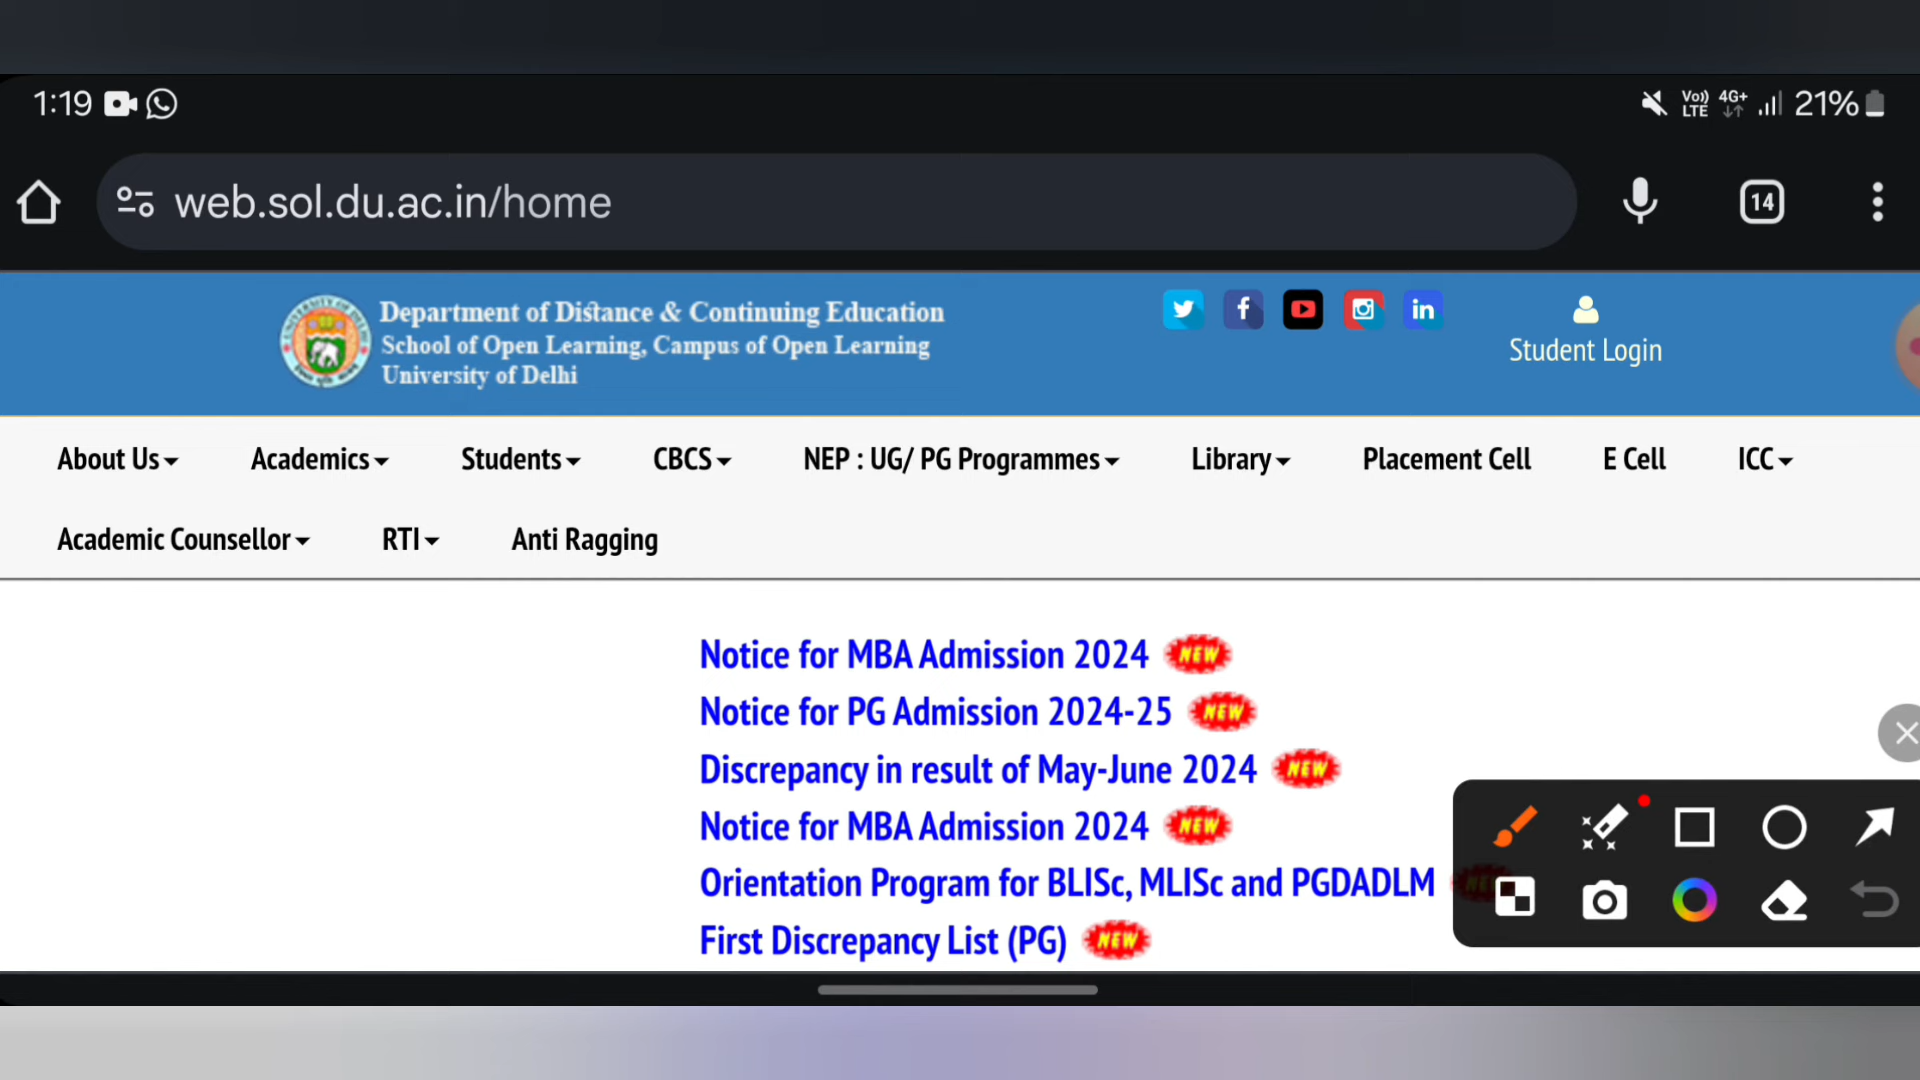 1:19
Vo)) LTE 4G+ 21%
web.sol.du.ac.in/home
14
Department of Distance & Continuing Education
School of Open Learning, Campus of Open Learning
University of Delhi
Student Login
About Us Academics Students CBCS NEP : UG/ PG Programmes Library Placement Cell E Cell ICC
Academic Counsellor RTI Anti Ragging
Notice for MBA Admission 2024 NEW
Notice for PG Admission 2024-25 NEW
Discrepancy in result of May-June 2024 NEW
Notice for MBA Admission 2024 NEW
Orientation Program for BLISc, MLISc and PGDADLM
First Discrepancy List (PG) NEW